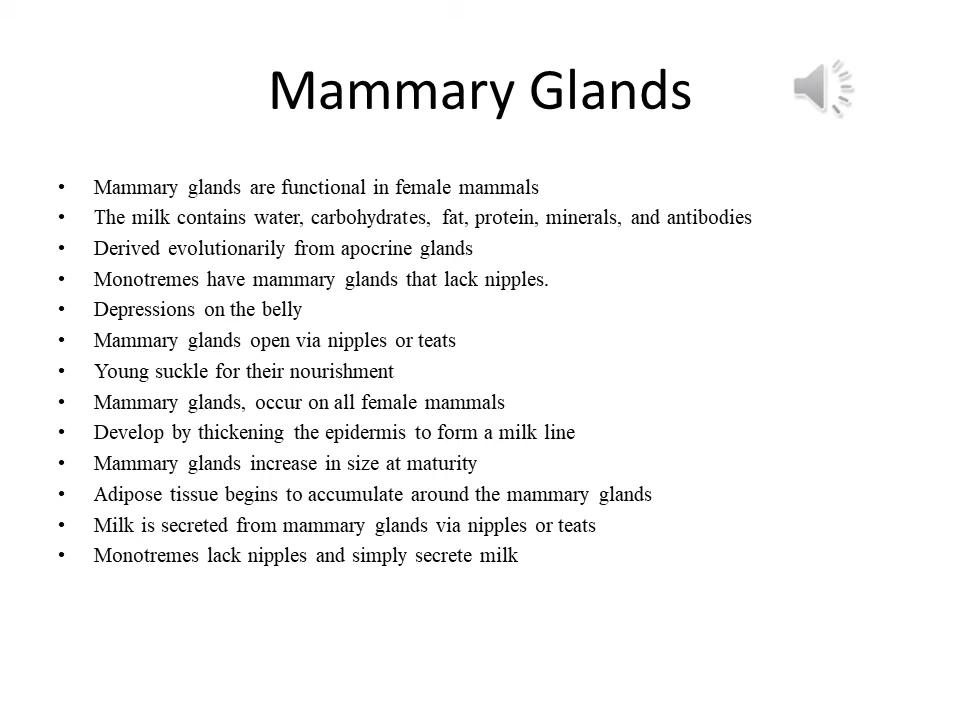 Mammary Glands
• Mammary glands are functional in female mammals
• The milk contains water, carbohydrates, fat, protein, minerals, and antibodies
• Derived evolutionarily from apocrine glands
• Monotremes have mammary glands that lack nipples.
• Depressions on the belly
• Mammary glands open via nipples or teats
• Young suckle for their nourishment
• Mammary glands, occur on all female mammals
• Develop by thickening the epidermis to form a milk line
• Mammary glands increase in size at maturity
• Adipose tissue begins to accumulate around the mammary glands
• Milk is secreted from mammary glands via nipples or teats
• Monotremes lack nipples and simply secrete milk